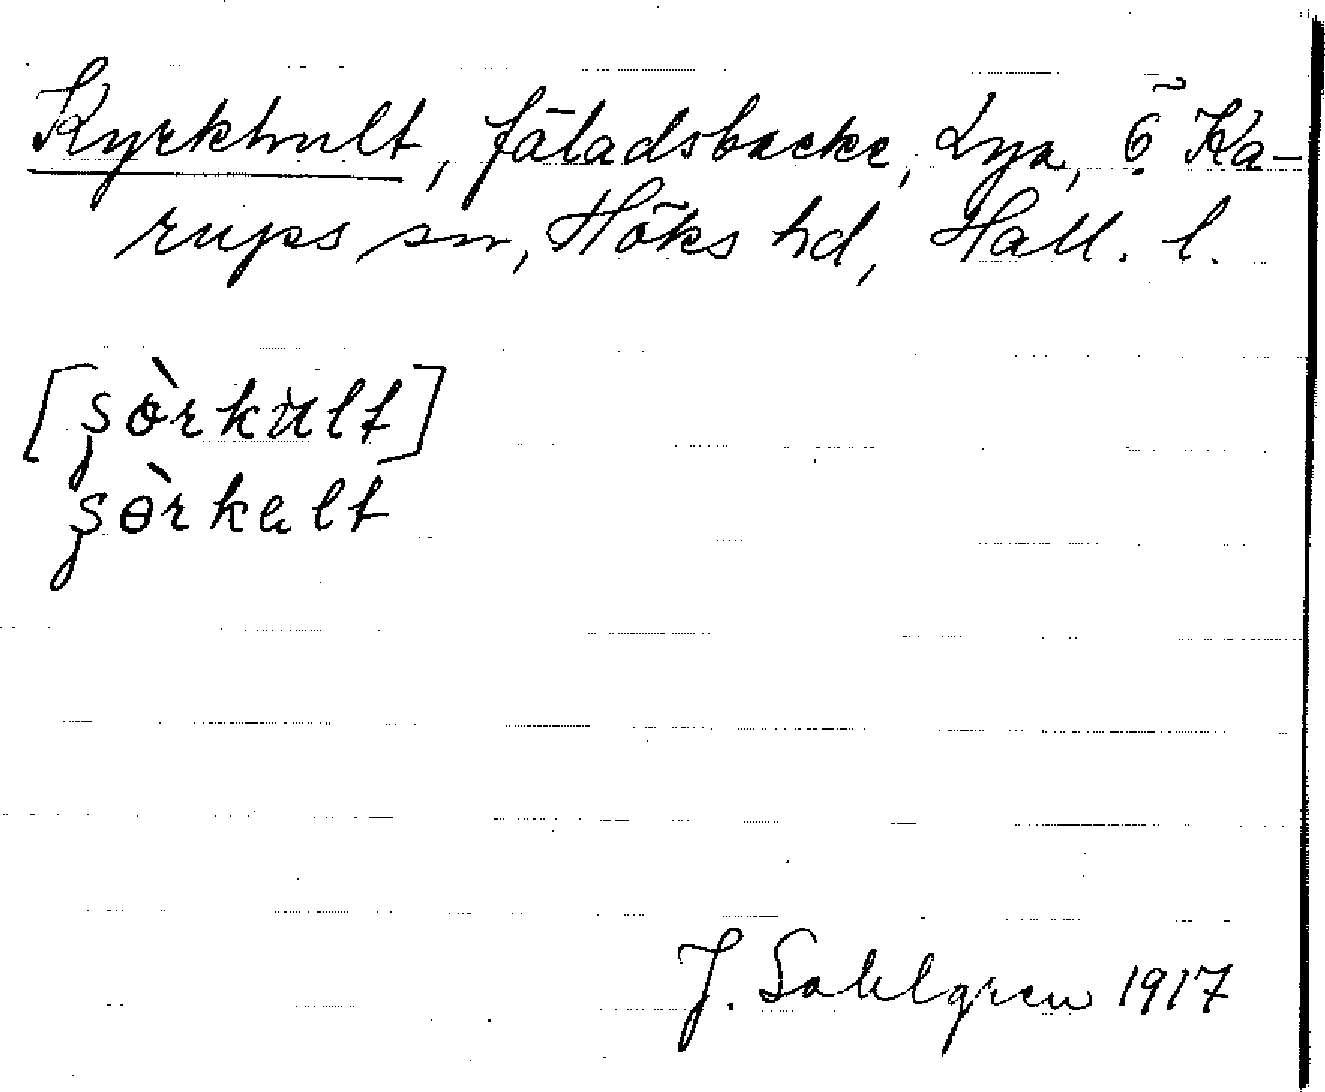 Kyrkhult, fäladsbacke, Lya, Ö Ka-
rups sn, Höks hd, Hall. l.
[ʂòrkult]
ʂòrkult
J. Sahlgren 1917